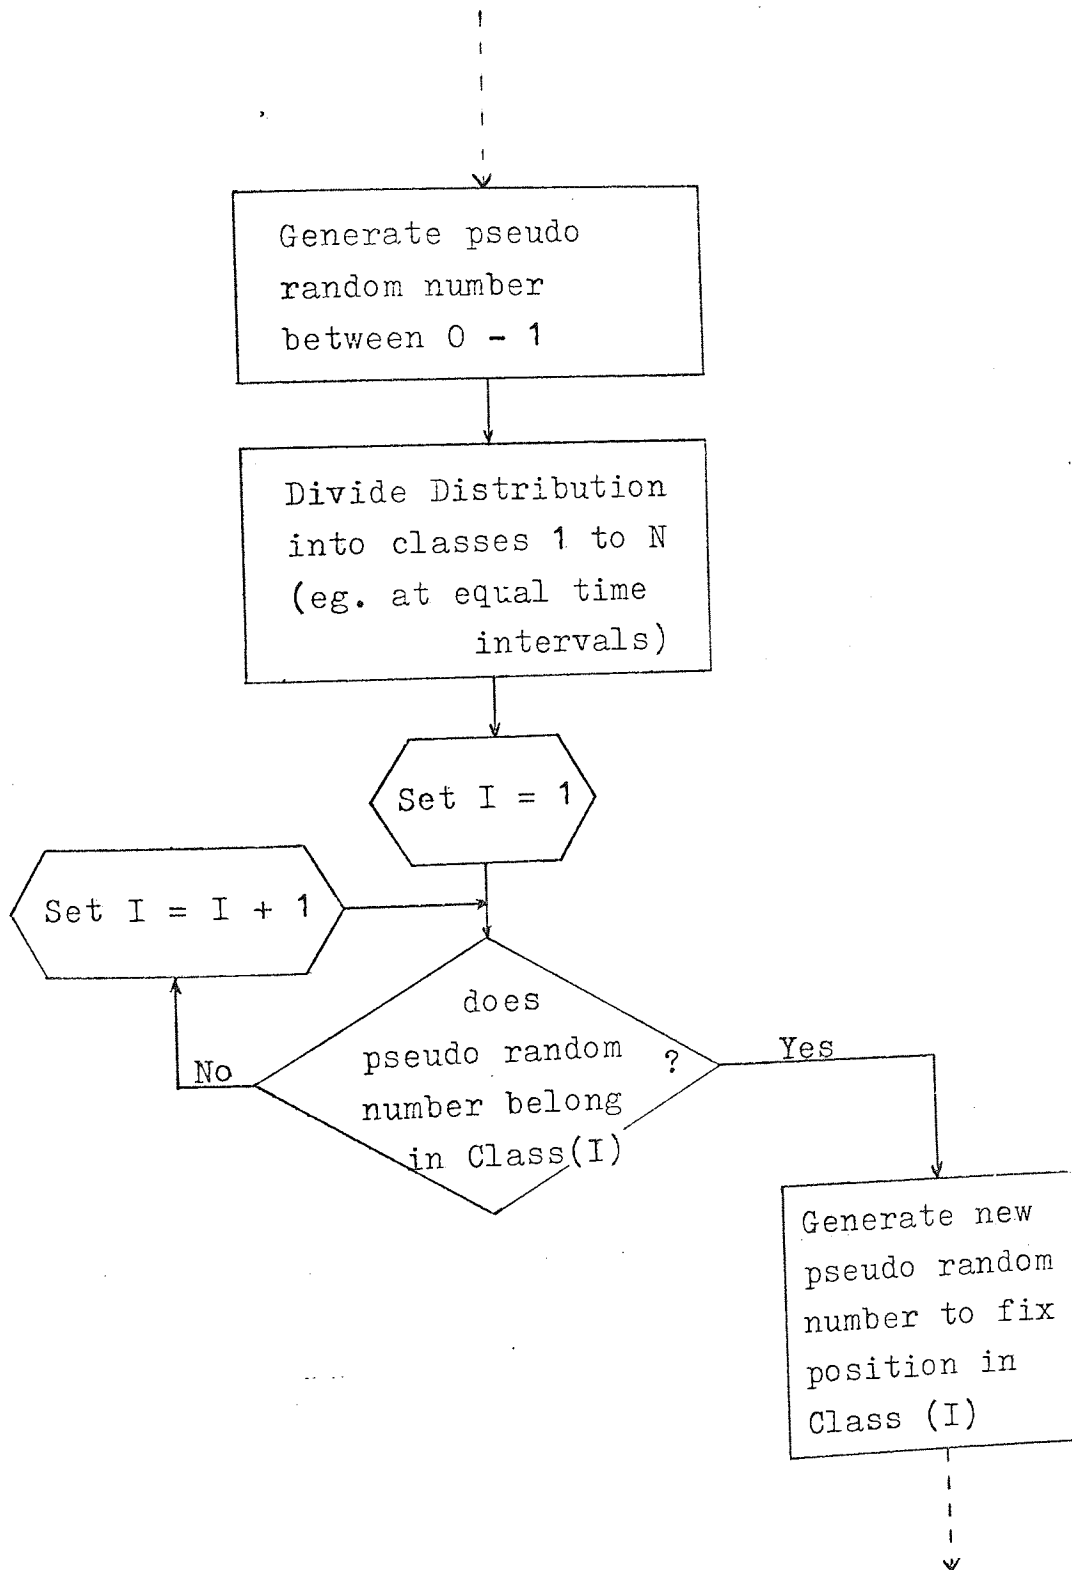 Generate pseudo
random number
between 0 - 1
Divide Distribution
into classes 1 to N
(eg. at equal time
intervals)
Set I = 1
Set I = I + 1
does
pseudo random ?
number belong
in Class(I)
No
Yes
Generate new
pseudo random
number to fix
position in
Class (I)